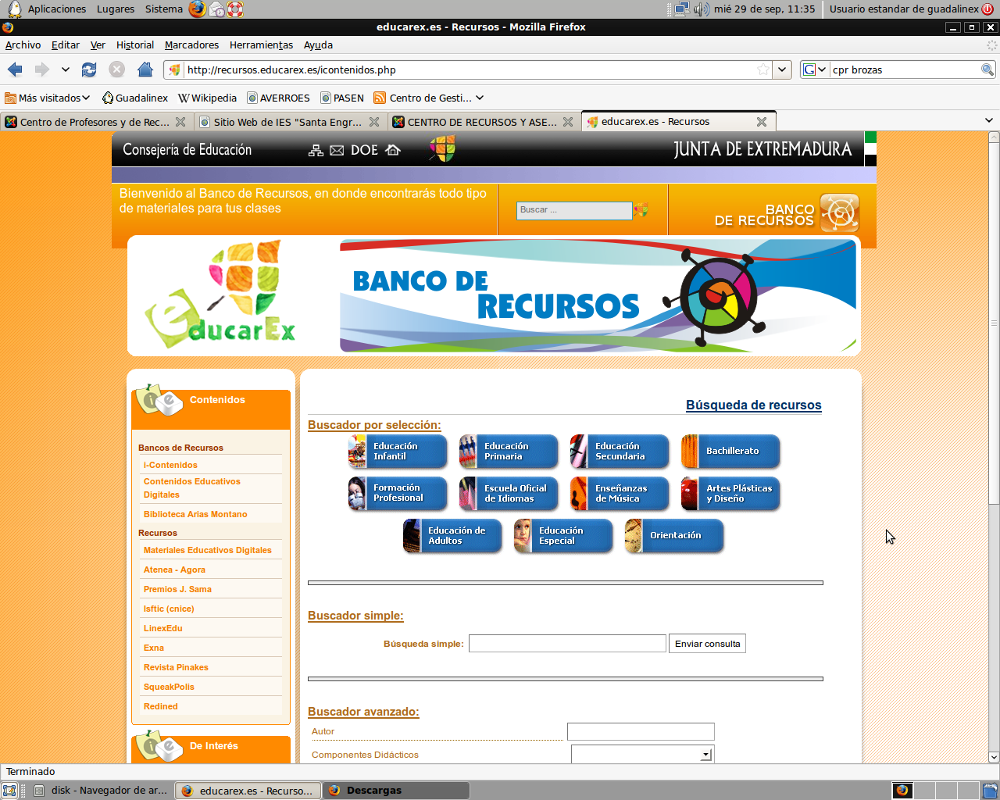 Aplicaciones Lugares Sistema mié 29 de sep, 11:35 Usuario estandar de guadalinex
educarex.es - Recursos - Mozilla Firefox
Archivo Editar Ver Historial Marcadores Herramientas Ayuda
http://recursos.educarex.es/icontenidos.php G cpr brozas
Más visitados Guadalinex Wikipedia AVERROES PASEN Centro de Gesti...
Centro de Profesores y de Rec... Sitio Web de IES "Santa Engr... CENTRO DE RECURSOS Y ASE... educarex.es - Recursos
Consejería de Educación DOE JUNTA DE EXTREMADURA
Bienvenido al Banco de Recursos, en donde encontrarás todo tipo
de materiales para tus clases
Buscar ...
BANCO
DE RECURSOS
eDucarEx
BANCO DE
RECURSOS
Contenidos
Bancos de Recursos
i-Contenidos
Contenidos Educativos
Digitales
Biblioteca Arias Montano
Recursos
Materiales Educativos Digitales
Atenea - Agora
Premios J. Sama
Isftic (cnice)
LinexEdu
Exna
Revista Pinakes
SqueakPolis
Redined
De Interés
Búsqueda de recursos
Buscador por selección:
Educación
Infantil
Educación
Primaria
Educación
Secundaria
Bachillerato
Formación
Profesional
Escuela Oficial
de Idiomas
Enseñanzas
de Música
Artes Plásticas
y Diseño
Educación de
Adultos
Educación
Especial
Orientación
Buscador simple:
Búsqueda simple: Enviar consulta
Buscador avanzado:
Autor
Componentes Didácticos
Terminado
disk - Navegador de ar... educarex.es - Recurso... Descargas